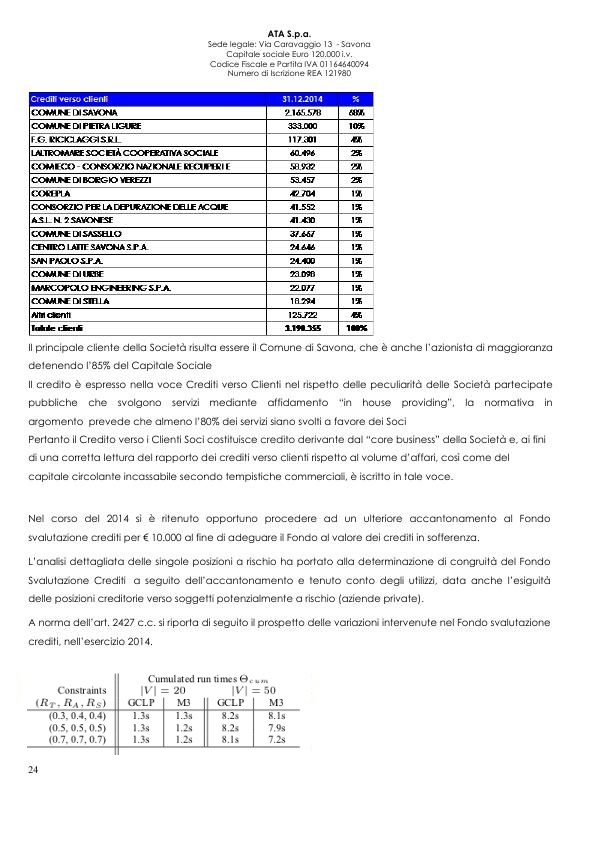 ATA S.p.a.
Sede legale: Via Caravaggio 13 - Savona
Capitale sociale Euro 120.000 i.v.
Codice Fiscale e Partita IVA 01164640094
Numero di Iscrizione REA 121980
Crediti verso clienti 31.12.2014 %
COMUNE DI SAVONA 2.165.578 68%
COMUNE DI PIETRA LIGURE 333.000 10%
F.G. RICICLAGGI S.R.L. 117.301 4%
LALTROMARE SOCIETÀ COOPERATIVA SOCIALE 60.496 2%
COMIECO - CONSORZIO NAZIONALE RECUPERI E 58.932 2%
COMUNE DI BORGIO VEREZZI 53.457 2%
COREPLA 42.704 1%
CONSORZIO PER LA DEPURAZIONE DELLE ACQUE 41.552 1%
A.S.L. N. 2 SAVONESE 41.430 1%
COMUNE DI SASSELLO 37.667 1%
CENTRO LATTE SAVONA S.P.A. 24.646 1%
SAN PAOLO S.P.A. 24.400 1%
COMUNE DI URBE 23.098 1%
MARCOPOLO ENGINEERING S.P.A. 22.077 1%
COMUNE DI STELLA 18.294 1%
Altri clienti 125.722 4%
Totale clienti 3.190.355 100%
Il principale cliente della Società risulta essere il Comune di Savona, che è anche l'azionista di maggioranza
detenendo l'85% del Capitale Sociale
Il credito è espresso nella voce Crediti verso Clienti nel rispetto delle peculiarità delle Società partecipate
pubbliche che svolgono servizi mediante affidamento "in house providing", la normativa in
argomento prevede che almeno l'80% dei servizi siano svolti a favore dei Soci
Pertanto il Credito verso i Clienti Soci costituisce credito derivante dal "core business" della Società e, ai fini
di una corretta lettura del rapporto dei crediti verso clienti rispetto al volume d'affari, così come del
capitale circolante incassabile secondo tempistiche commerciali, è iscritto in tale voce.
Nel corso del 2014 si è ritenuto opportuno procedere ad un ulteriore accantonamento al Fondo
svalutazione crediti per € 10.000 al fine di adeguare il Fondo al valore dei crediti in sofferenza.
L'analisi dettagliata delle singole posizioni a rischio ha portato alla determinazione di congruità del Fondo
Svalutazione Crediti a seguito dell'accantonamento e tenuto conto degli utilizzi, data anche l'esiguità
delle posizioni creditorie verso soggetti potenzialmente a rischio (aziende private).
A norma dell'art. 2427 c.c. si riporta di seguito il prospetto delle variazioni intervenute nel Fondo svalutazione
crediti, nell'esercizio 2014.
Cumulated run times Θcum
Constraints |V| = 20 |V| = 50
(RT, RA, RS) GCLP M3 GCLP M3
(0.3, 0.4, 0.4) 1.3s 1.3s 8.2s 8.1s
(0.5, 0.5, 0.5) 1.3s 1.2s 8.2s 7.9s
(0.7, 0.7, 0.7) 1.3s 1.2s 8.1s 7.2s
24